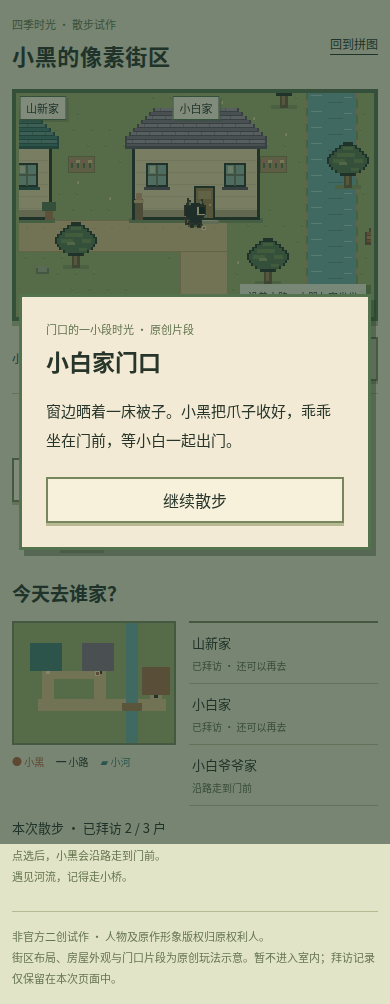 四季时光 · 散步试作
小黑的像素街区
回到拼图
山新家
小白家
门口的一小段时光 · 原创片段
小白家门口
窗边晒着一床被子。小黑把爪子收好，乖乖
坐在门前，等小白一起出门。
继续散步
今天去谁家？
山新家
已拜访 · 还可以再去
小白家
已拜访 · 还可以再去
小白爷爷家
沿路走到门前
小黑
小路
小河
本次散步 · 已拜访 2 / 3 户
点选后，小黑会沿路走到门前。
遇见河流，记得走小桥。
非官方二创试作 · 人物及原作形象版权归原权利人。
街区布局、房屋外观与门口片段为原创玩法示意。暂不进入室内；拜访记录
仅保留在本次页面中。